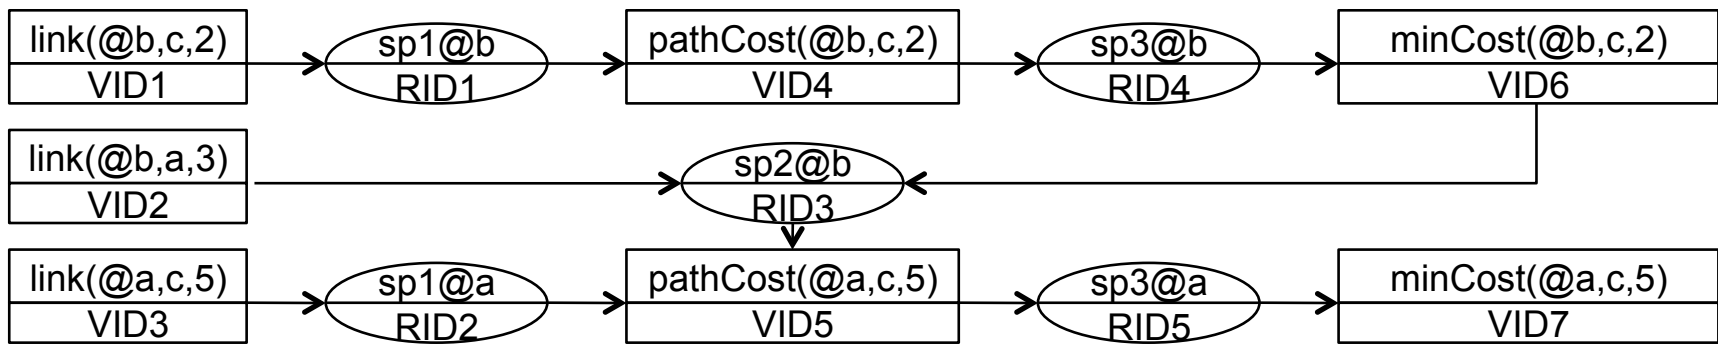 link(@b,c,2)
VID1
sp1@b
RID1
pathCost(@b,c,2)
VID4
sp3@b
RID4
minCost(@b,c,2)
VID6
link(@b,a,3)
VID2
sp2@b
RID3
link(@a,c,5)
VID3
sp1@a
RID2
pathCost(@a,c,5)
VID5
sp3@a
RID5
minCost(@a,c,5)
VID7